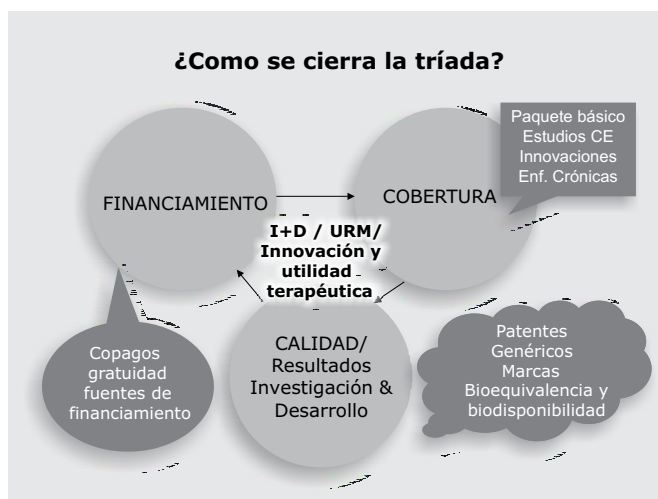 ¿Como se cierra la tríada?
Paquete básico
Estudios CE
Innovaciones
Enf. Crónicas
FINANCIAMIENTO
COBERTURA
I+D / URM/
Innovación y
utilidad
terapéutica
CALIDAD/
Resultados
Investigación &
Desarrollo
Copagos
gratuidad
fuentes de
financiamiento
Patentes
Genéricos
Marcas
Bioequivalencia y
biodisponibilidad